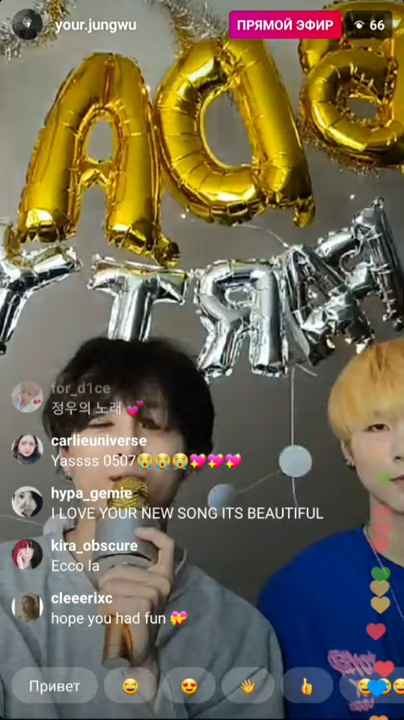 your.jungwu
ПРЯМОЙ ЭФИР
66
for_d1ce
정우의 노래 💕
carlieuniverse
Yassss 0507😭😭😭💖💖💖
hypa_gemie
I LOVE YOUR NEW SONG ITS BEAUTIFUL
kira_obscure
Ecco la
cleeerixc
hope you had fun 💝
Привет
😂 😍 👋 👍